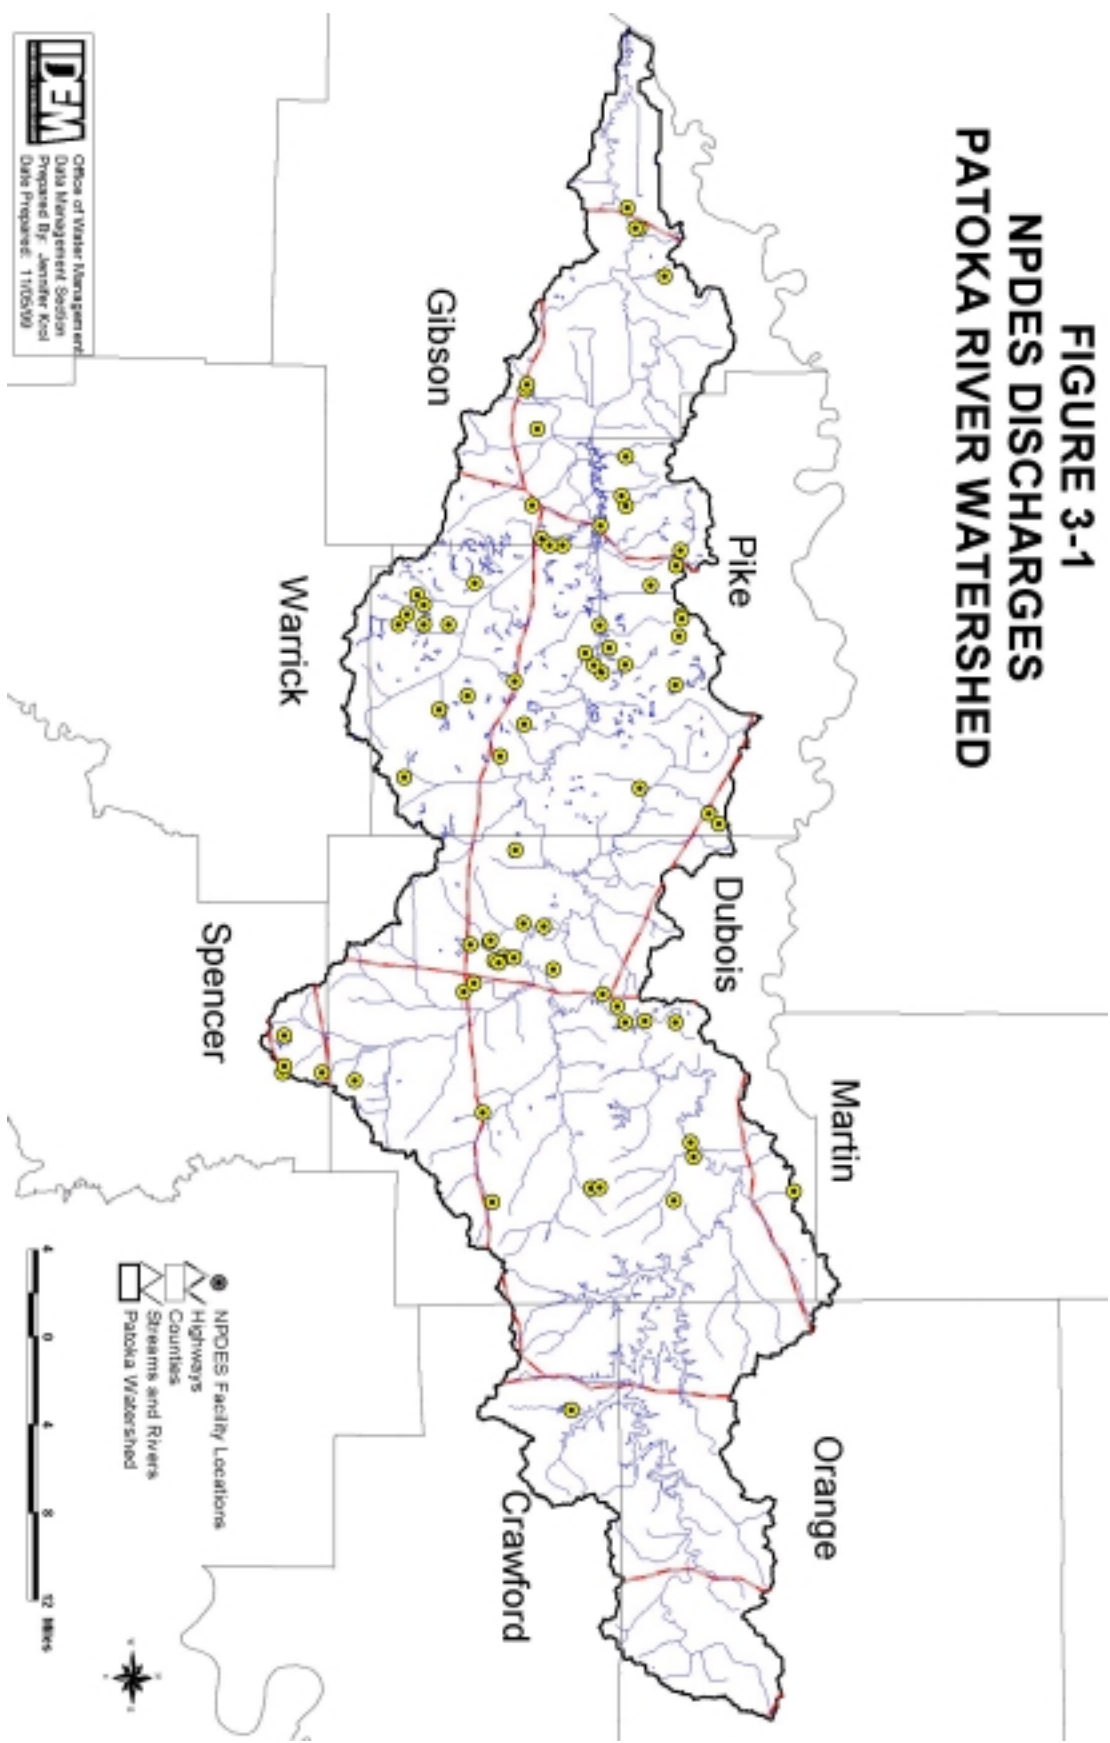 FIGURE 3-1
NPDES DISCHARGES
PATOKA RIVER WATERSHED
Pike
Dubois
Martin
Orange
Gibson
Warrick
Spencer
Crawford
IDEM
Office of Water Management
Data Management Section
Prepared By: Jennifer Krol
Date Prepared: 11/05/99
NPDES Facility Locations
Highways
Counties
Streams and Rivers
Patoka Watershed
4 0 4 8 12 Miles